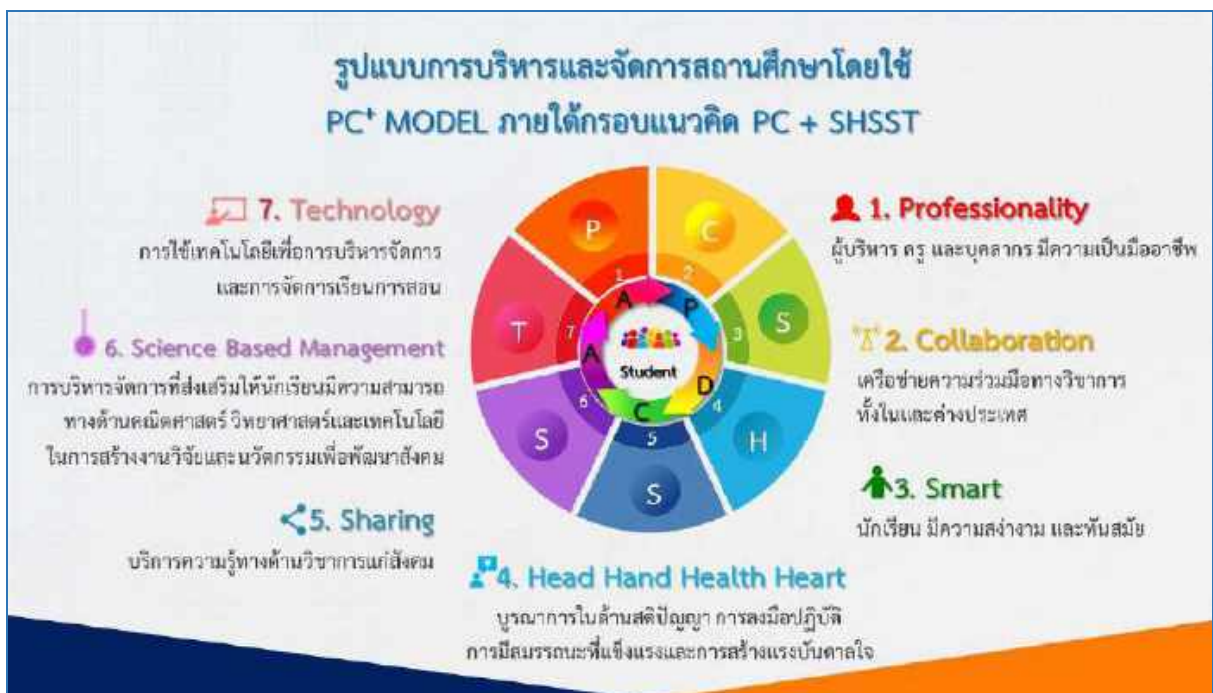 รูปแบบการบริหารและจัดการสถานศึกษาโดยใช้
PC⁺ MODEL ภายใต้กรอบแนวคิด PC + SHSST
P
C
S
H
S
S
T
1
2
3
4
5
6
7
A
P
D
C
A
Student
1. Professionality
ผู้บริหาร ครู และบุคลากร มีความเป็นมืออาชีพ
2. Collaboration
เครือข่ายความร่วมมือทางวิชาการ
ทั้งในและต่างประเทศ
3. Smart
นักเรียน มีความสง่างาม และทันสมัย
4. Head Hand Health Heart
บูรณาการในด้านสติปัญญา การลงมือปฏิบัติ
การมีสมรรถนะที่แข็งแรงและการสร้างแรงบันดาลใจ
5. Sharing
บริการความรู้ทางด้านวิชาการแก่สังคม
6. Science Based Management
การบริหารจัดการที่ส่งเสริมให้นักเรียนมีความสามารถ
ทางด้านคณิตศาสตร์ วิทยาศาสตร์และเทคโนโลยี
ในการสร้างงานวิจัยและนวัตกรรมเพื่อพัฒนาสังคม
7. Technology
การใช้เทคโนโลยีเพื่อการบริหารจัดการ
และการจัดการเรียนการสอน